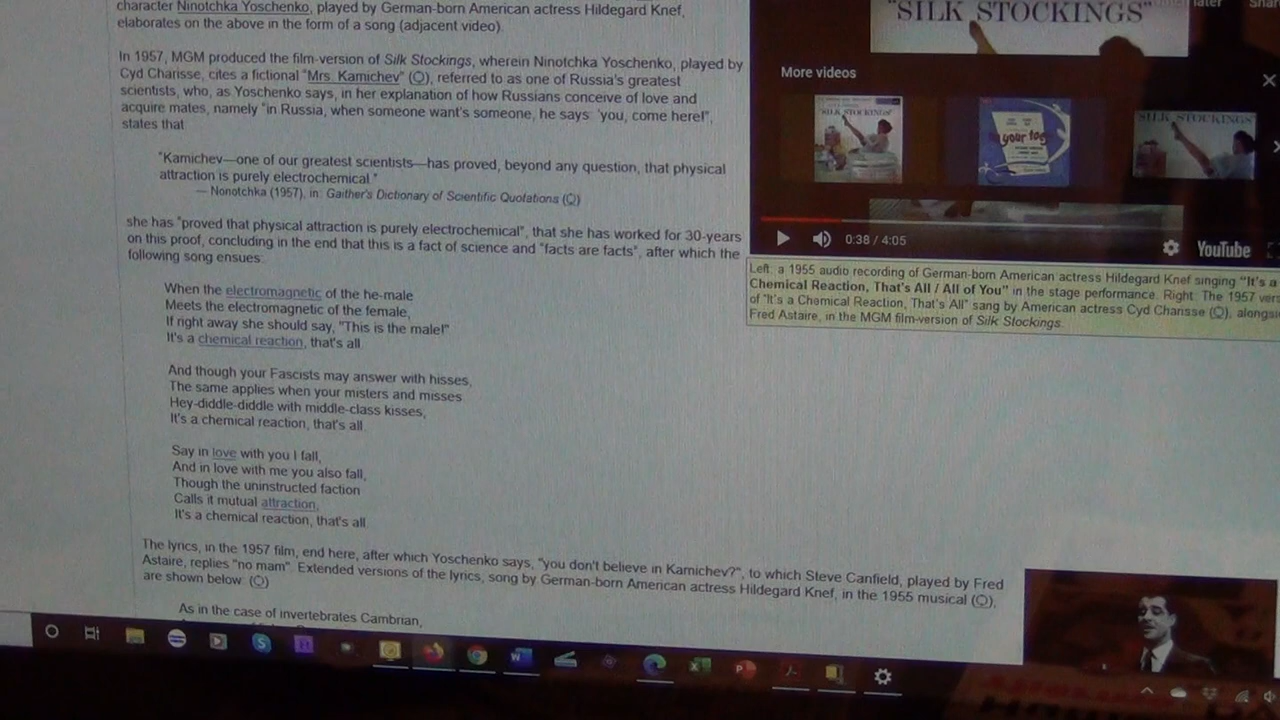 character Ninotchka Yoschenko, played by German-born American actress Hildegard Knef,
elaborates on the above in the form of a song (adjacent video).
In 1957, MGM produced the film-version of Silk Stockings, wherein Ninotchka Yoschenko, played by
Cyd Charisse, cites a fictional "Mrs. Kamichev" (Q), referred to as one of Russia's greatest
scientists, who, as Yoschenko says, in her explanation of how Russians conceive of love and
acquire mates, namely "in Russia, when someone want's someone, he says: 'you, come here!'",
states that
"Kamichev—one of our greatest scientists—has proved, beyond any question, that physical
attraction is purely electrochemical."
— Nonotchka (1957), in: Gaither's Dictionary of Scientific Quotations (Q)
she has "proved that physical attraction is purely electrochemical", that she has worked for 30-years
on this proof, concluding in the end that this is a fact of science and "facts are facts", after which the
following song ensues:
When the electromagnetic of the he-male
Meets the electromagnetic of the female,
If right away she should say, "This is the male!"
It's a chemical reaction, that's all.
And though your Fascists may answer with hisses,
The same applies when your misters and misses
Hey-diddle-diddle with middle-class kisses,
It's a chemical reaction, that's all.
Say in love with you I fall,
And in love with me you also fall,
Though the uninstructed faction
Calls it mutual attraction,
It's a chemical reaction, that's all.
The lyrics, in the 1957 film, end here, after which Yoschenko says, "you don't believe in Kamichev?", to which Steve Canfield, played by Fred
Astaire, replies "no mam". Extended versions of the lyrics, song by German-born American actress Hildegard Knef, in the 1955 musical (Q),
are shown below: (Q)
As in the case of invertebrates Cambrian,
"SILK STOCKINGS"
later
More videos
"SILK STOCKINGS"
your toe
SILK STOCKINGS
0:38 / 4:05
YouTube
Left: a 1955 audio recording of German-born American actress Hildegard Knef singing "It's a
Chemical Reaction, That's All / All of You" in the stage performance. Right: The 1957
of "It's a Chemical Reaction, That's All" sang by American actress Cyd Charisse (Q),
Fred Astaire, in the MGM film-version of Silk Stockings.